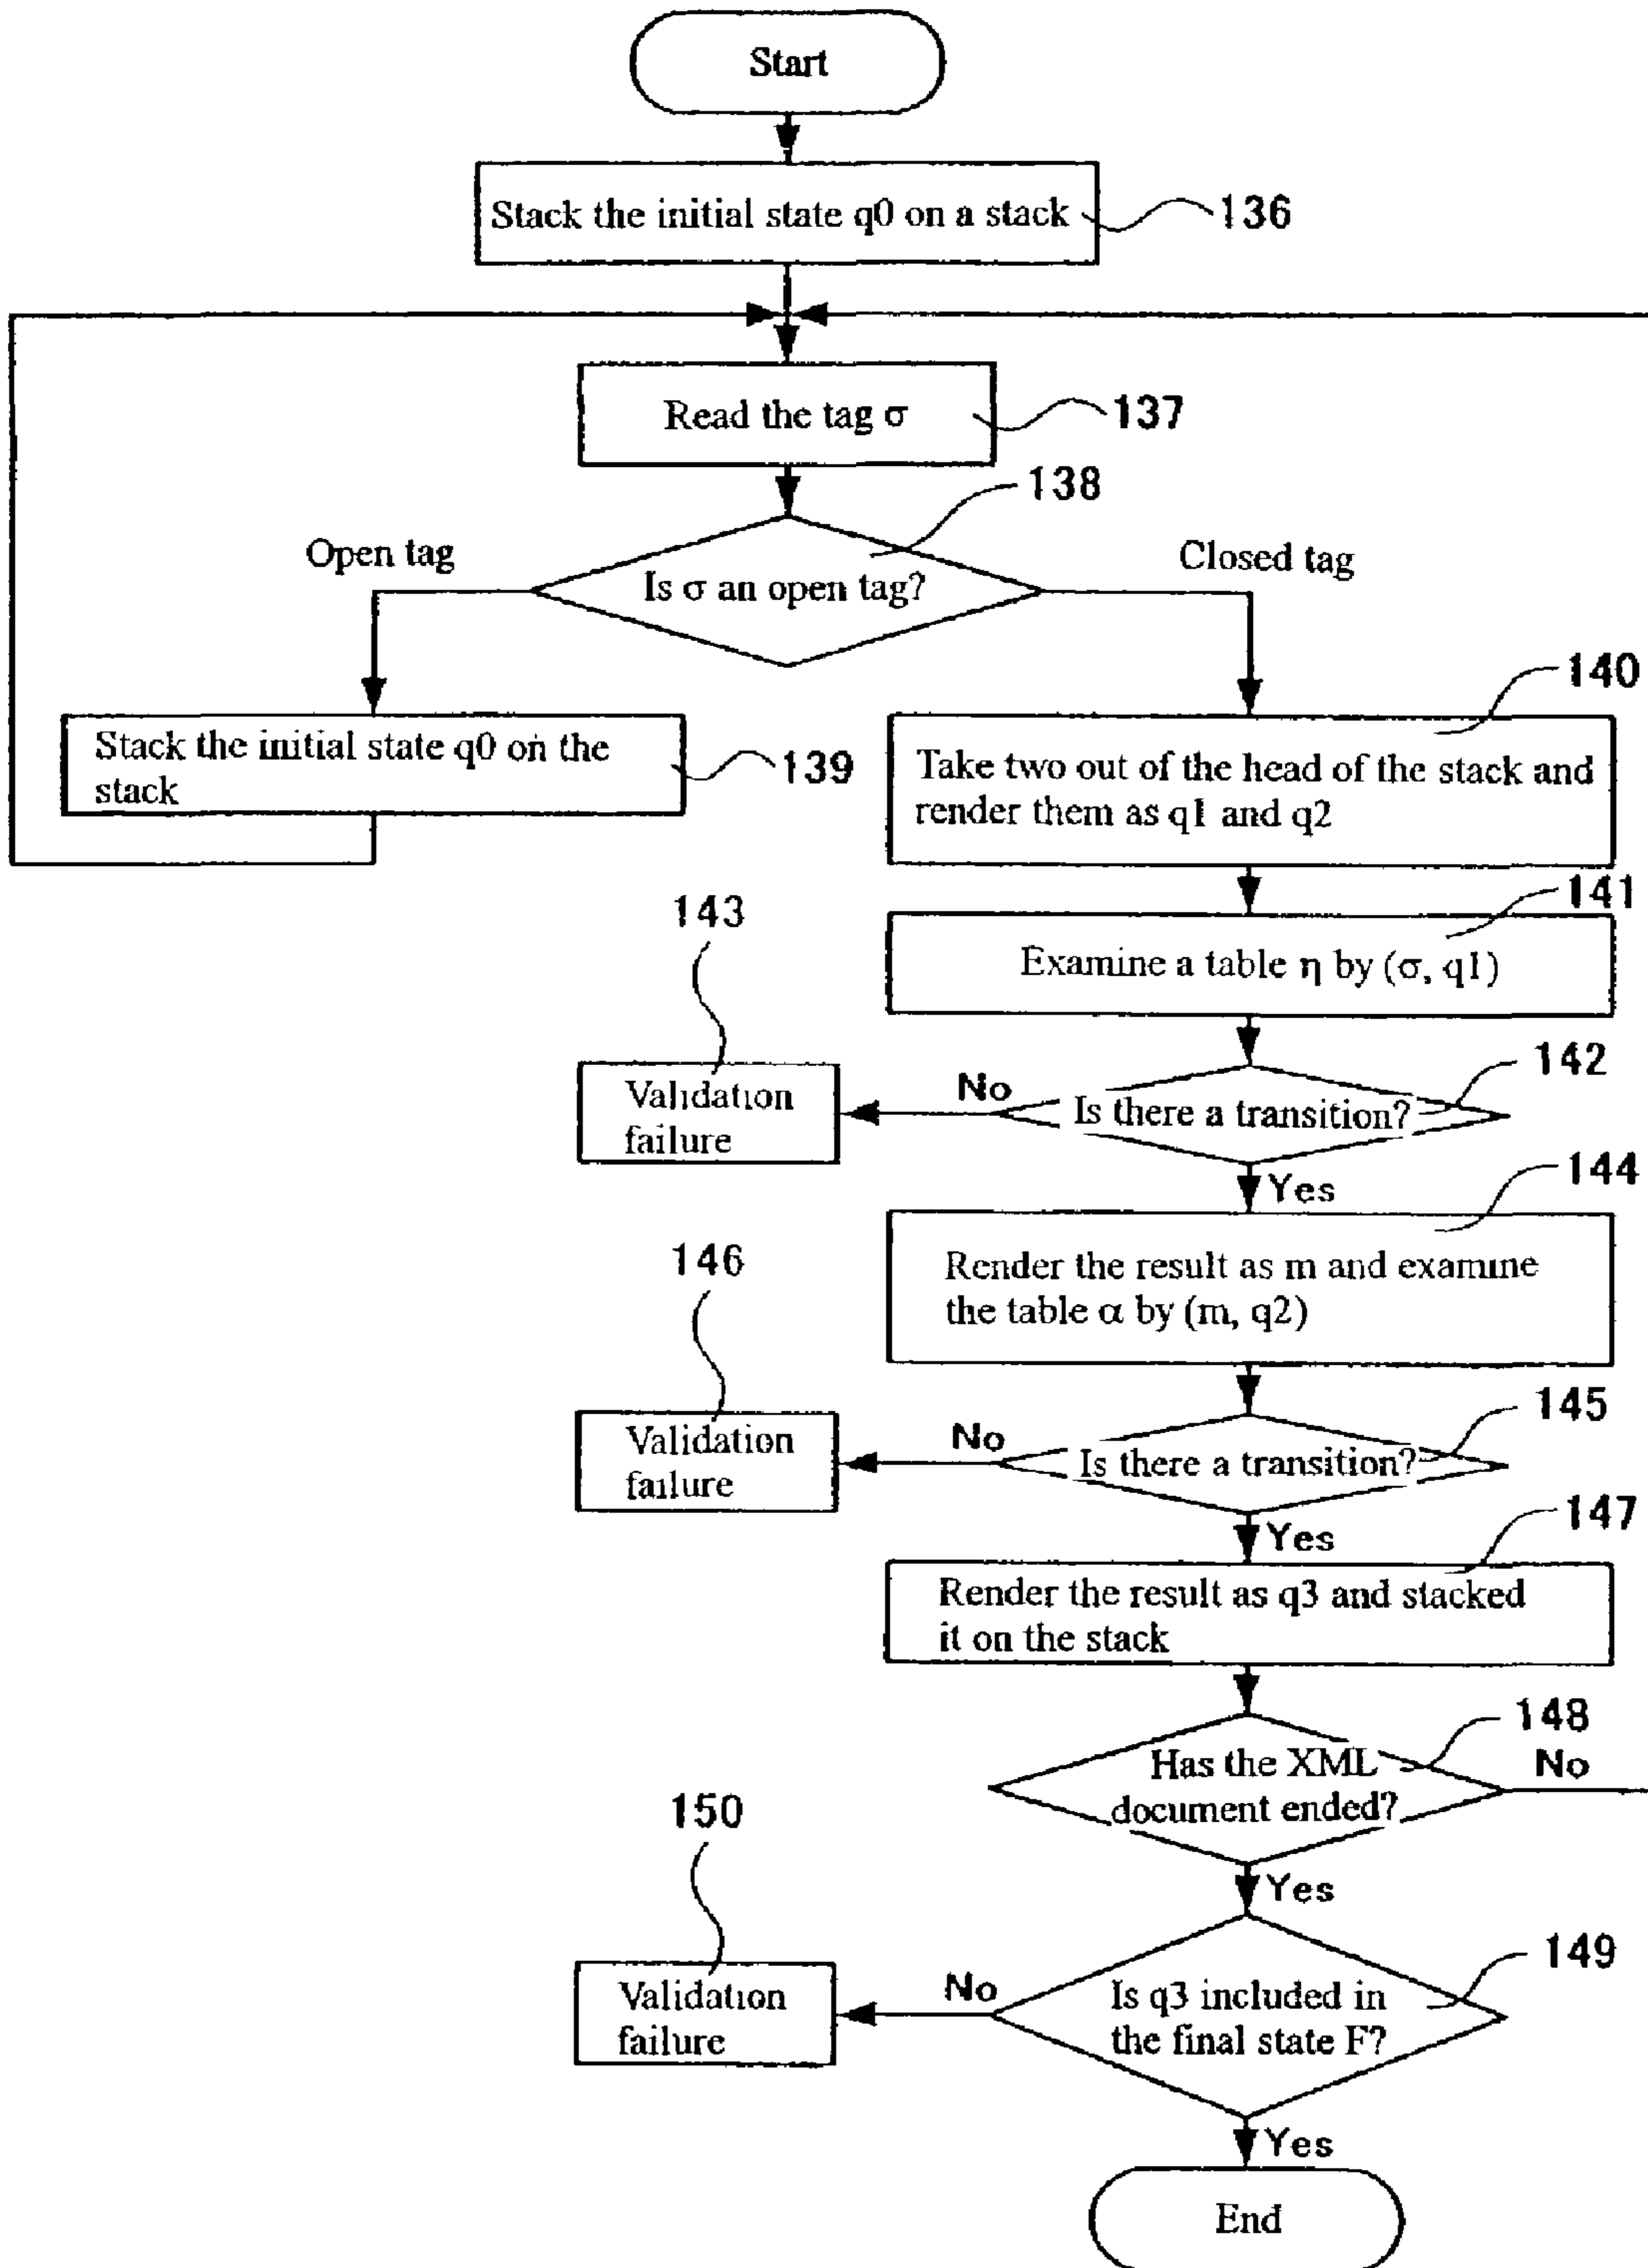 Start
Stack the initial state q0 on a stack
136
Read the tag σ
137
138
Open tag
Is σ an open tag?
Closed tag
Stack the initial state q0 on the
stack
139
140
Take two out of the head of the stack and
render them as q1 and q2
141
Examine a table η by (σ, q1)
142
143
Is there a transition?
No
Validation
failure
Yes
144
Render the result as m and examine
the table α by (m, q2)
145
146
Is there a transition?
No
Validation
failure
Yes
147
Render the result as q3 and stacked
it on the stack
148
Has the XML
document ended?
No
Yes
149
150
Is q3 included in
the final state F?
No
Validation
failure
Yes
End